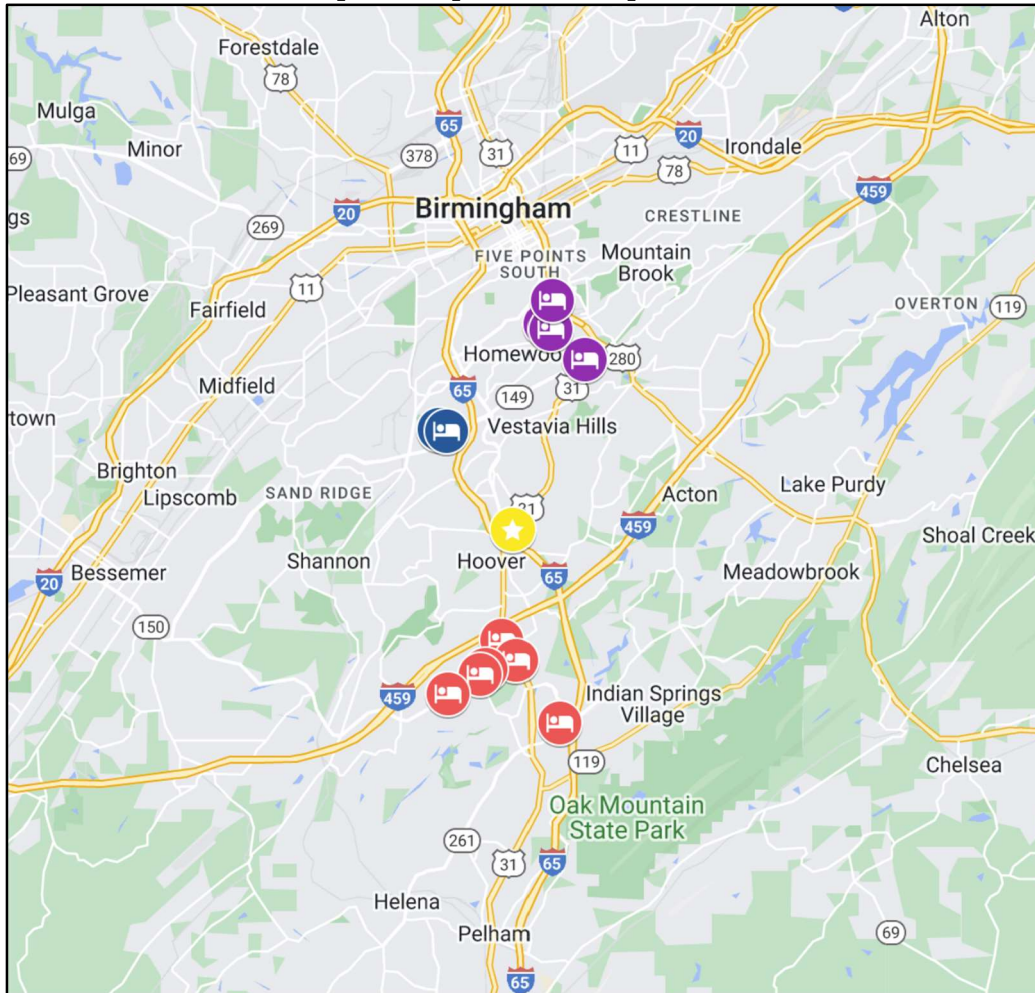 Alton
Forestdale
78
Mulga
65
20
Minor
378
31
11
Irondale
69
78
459
Birmingham
20
CRESTLINE
gs
269
FIVE POINTS
SOUTH
Mountain
Brook
11
Pleasant Grove
Fairfield
OVERTON
119
Homewoo
280
Midfield
65
149
31
town
Vestavia Hills
Brighton
Lipscomb
SAND RIDGE
Acton
Lake Purdy
31
459
Shoal Creek
Shannon
Hoover
20
Bessemer
65
Meadowbrook
150
459
Indian Springs
Village
119
Chelsea
Oak Mountain
State Park
261
31
65
Helena
Pelham
69
65